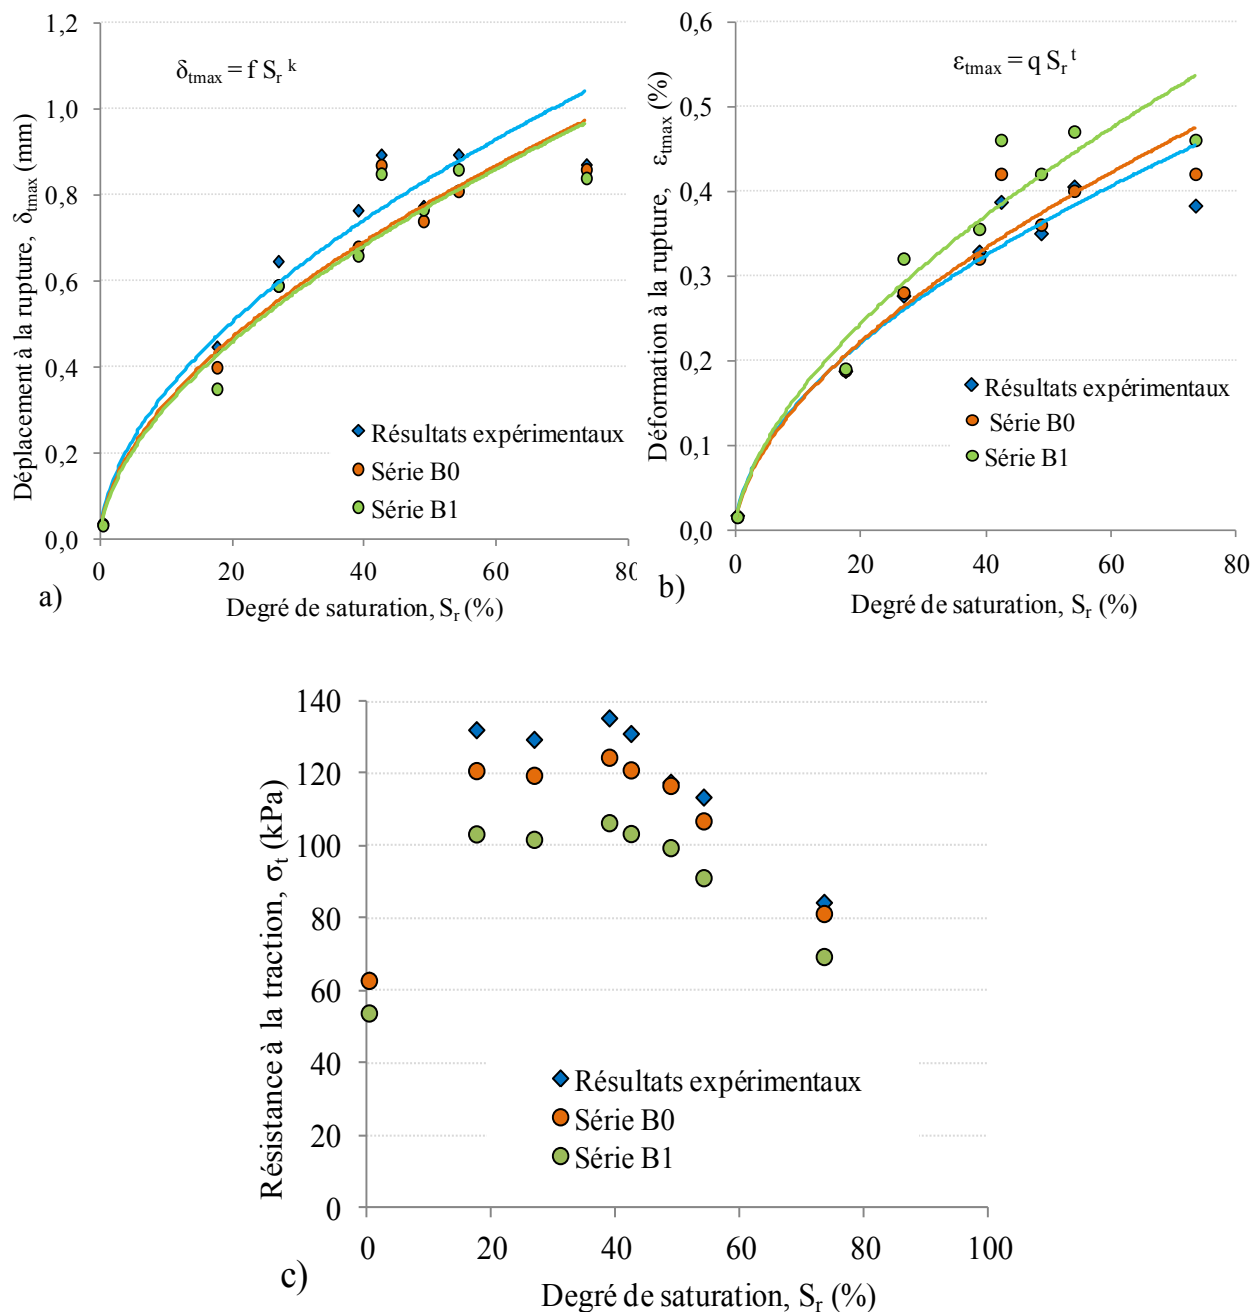 1,2
1,0
0,8
0,6
0,4
0,2
0,0
0
20
40
60
80
Déplacement à la rupture, δtmax (mm)
Degré de saturation, Sr (%)
δtmax = f Sr k
Résultats expérimentaux
Série B0
Série B1
a)
0,6
0,5
0,4
0,3
0,2
0,1
0,0
0
20
40
60
80
Déformation à la rupture, εtmax (%)
Degré de saturation, Sr (%)
εtmax = q Sr t
Résultats expérimentaux
Série B0
Série B1
b)
140
120
100
80
60
40
20
0
0
20
40
60
80
100
Résistance à la traction, σt (kPa)
Degré de saturation, Sr (%)
Résultats expérimentaux
Série B0
Série B1
c)